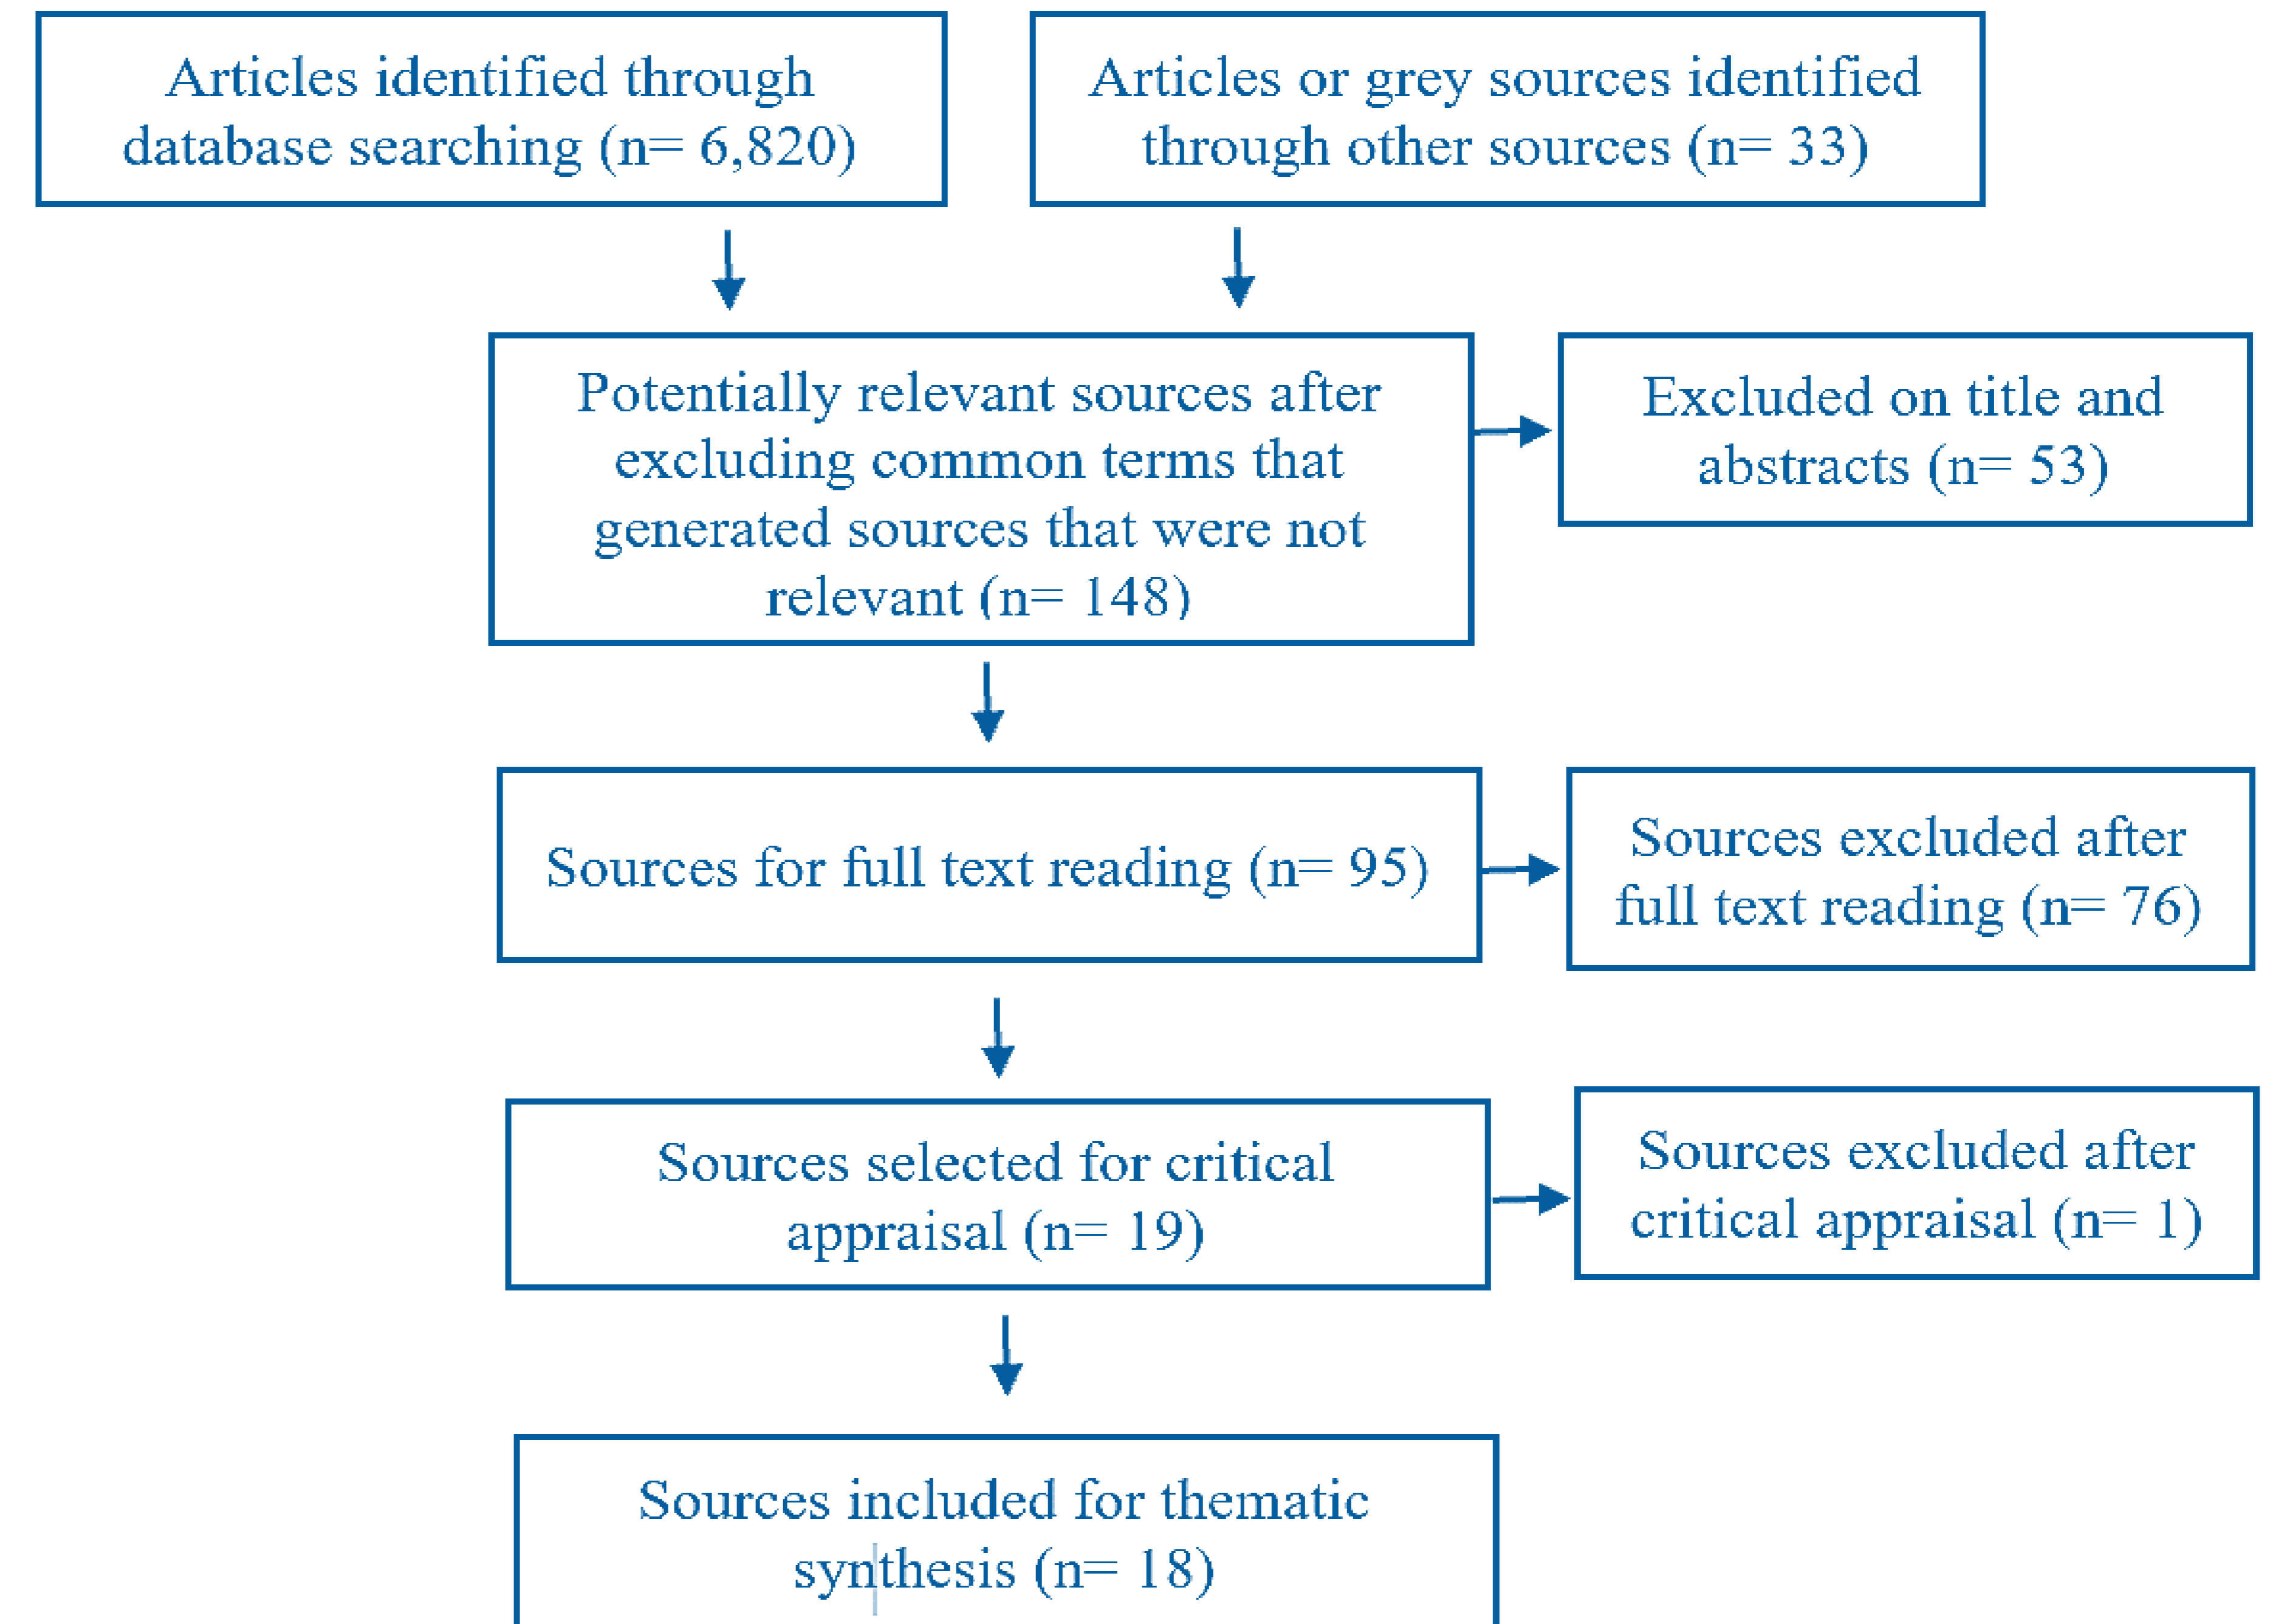 Articles identified through
database searching (n= 6,820)
Articles or grey sources identified
through other sources (n= 33)
Potentially relevant sources after
excluding common terms that
generated sources that were not
relevant (n= 148)
Excluded on title and
abstracts (n= 53)
Sources for full text reading (n= 95)
Sources excluded after
full text reading (n= 76)
Sources selected for critical
appraisal (n= 19)
Sources excluded after
critical appraisal (n= 1)
Sources included for thematic
synthesis (n= 18)